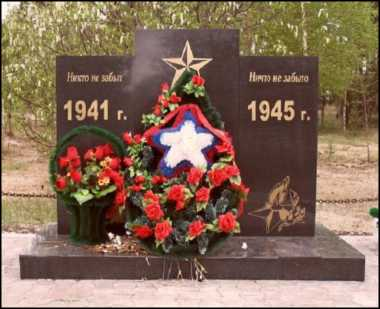 Никто не забыт
1941 г.
Ничто не забыто
1945 г.